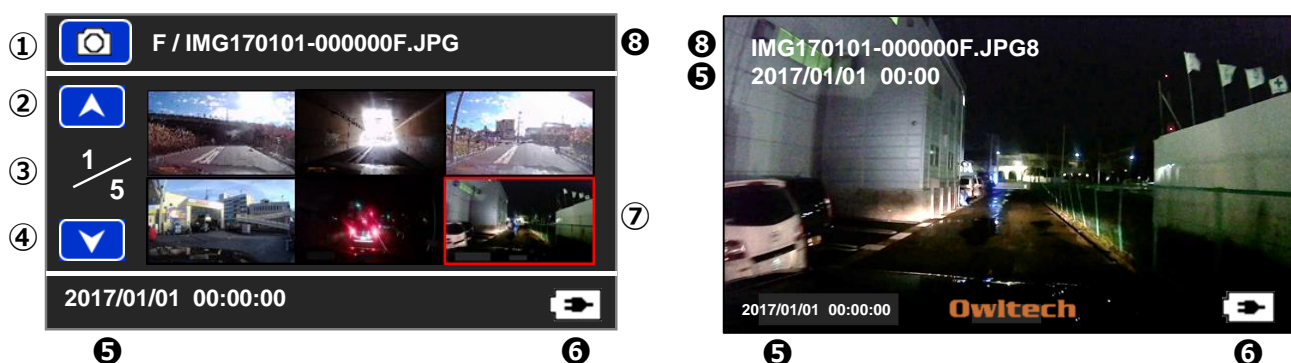 ① F / IMG170101-000000F.JPG ❽
②
③ 1/5
④ ⑦
2017/01/01 00:00:00
❺ ❻
❽ IMG170101-000000F.JPG8
❺ 2017/01/01 00:00
2017/01/01 00:00:00 Owltech
❺ ❻